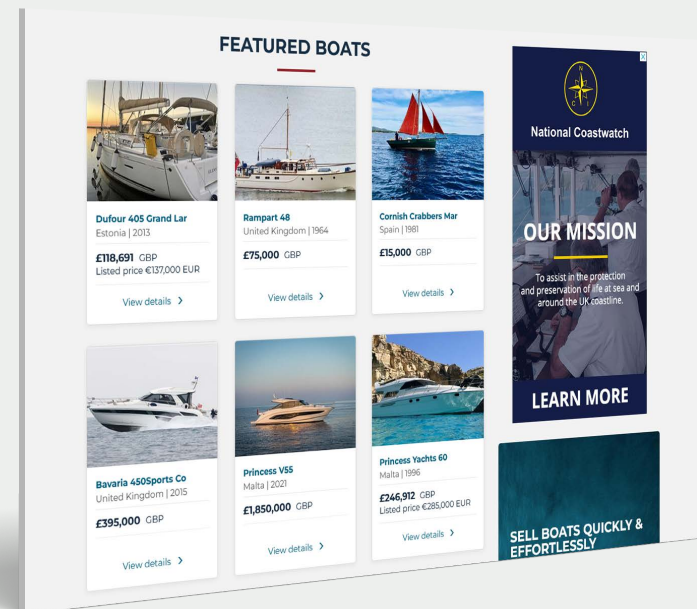 FEATURED BOATS
Dufour 405 Grand Lar
Estonia | 2013
£118,691 GBP
Listed price €137,000 EUR
View details
Rampart 48
United Kingdom | 1964
£75,000 GBP
View details
Cornish Crabbers Mar
Spain | 1981
£15,000 GBP
View details
Bavaria 450Sports Co
United Kingdom | 2015
£395,000 GBP
View details
Princess V55
Malta | 2021
£1,850,000 GBP
View details
Princess Yachts 60
Malta | 1996
£246,912 GBP
Listed price €285,000 EUR
View details
National Coastwatch
OUR MISSION
To assist in the protection
and preservation of life at sea and
around the UK coastline.
LEARN MORE
SELL BOATS QUICKLY &
EFFORTLESSLY